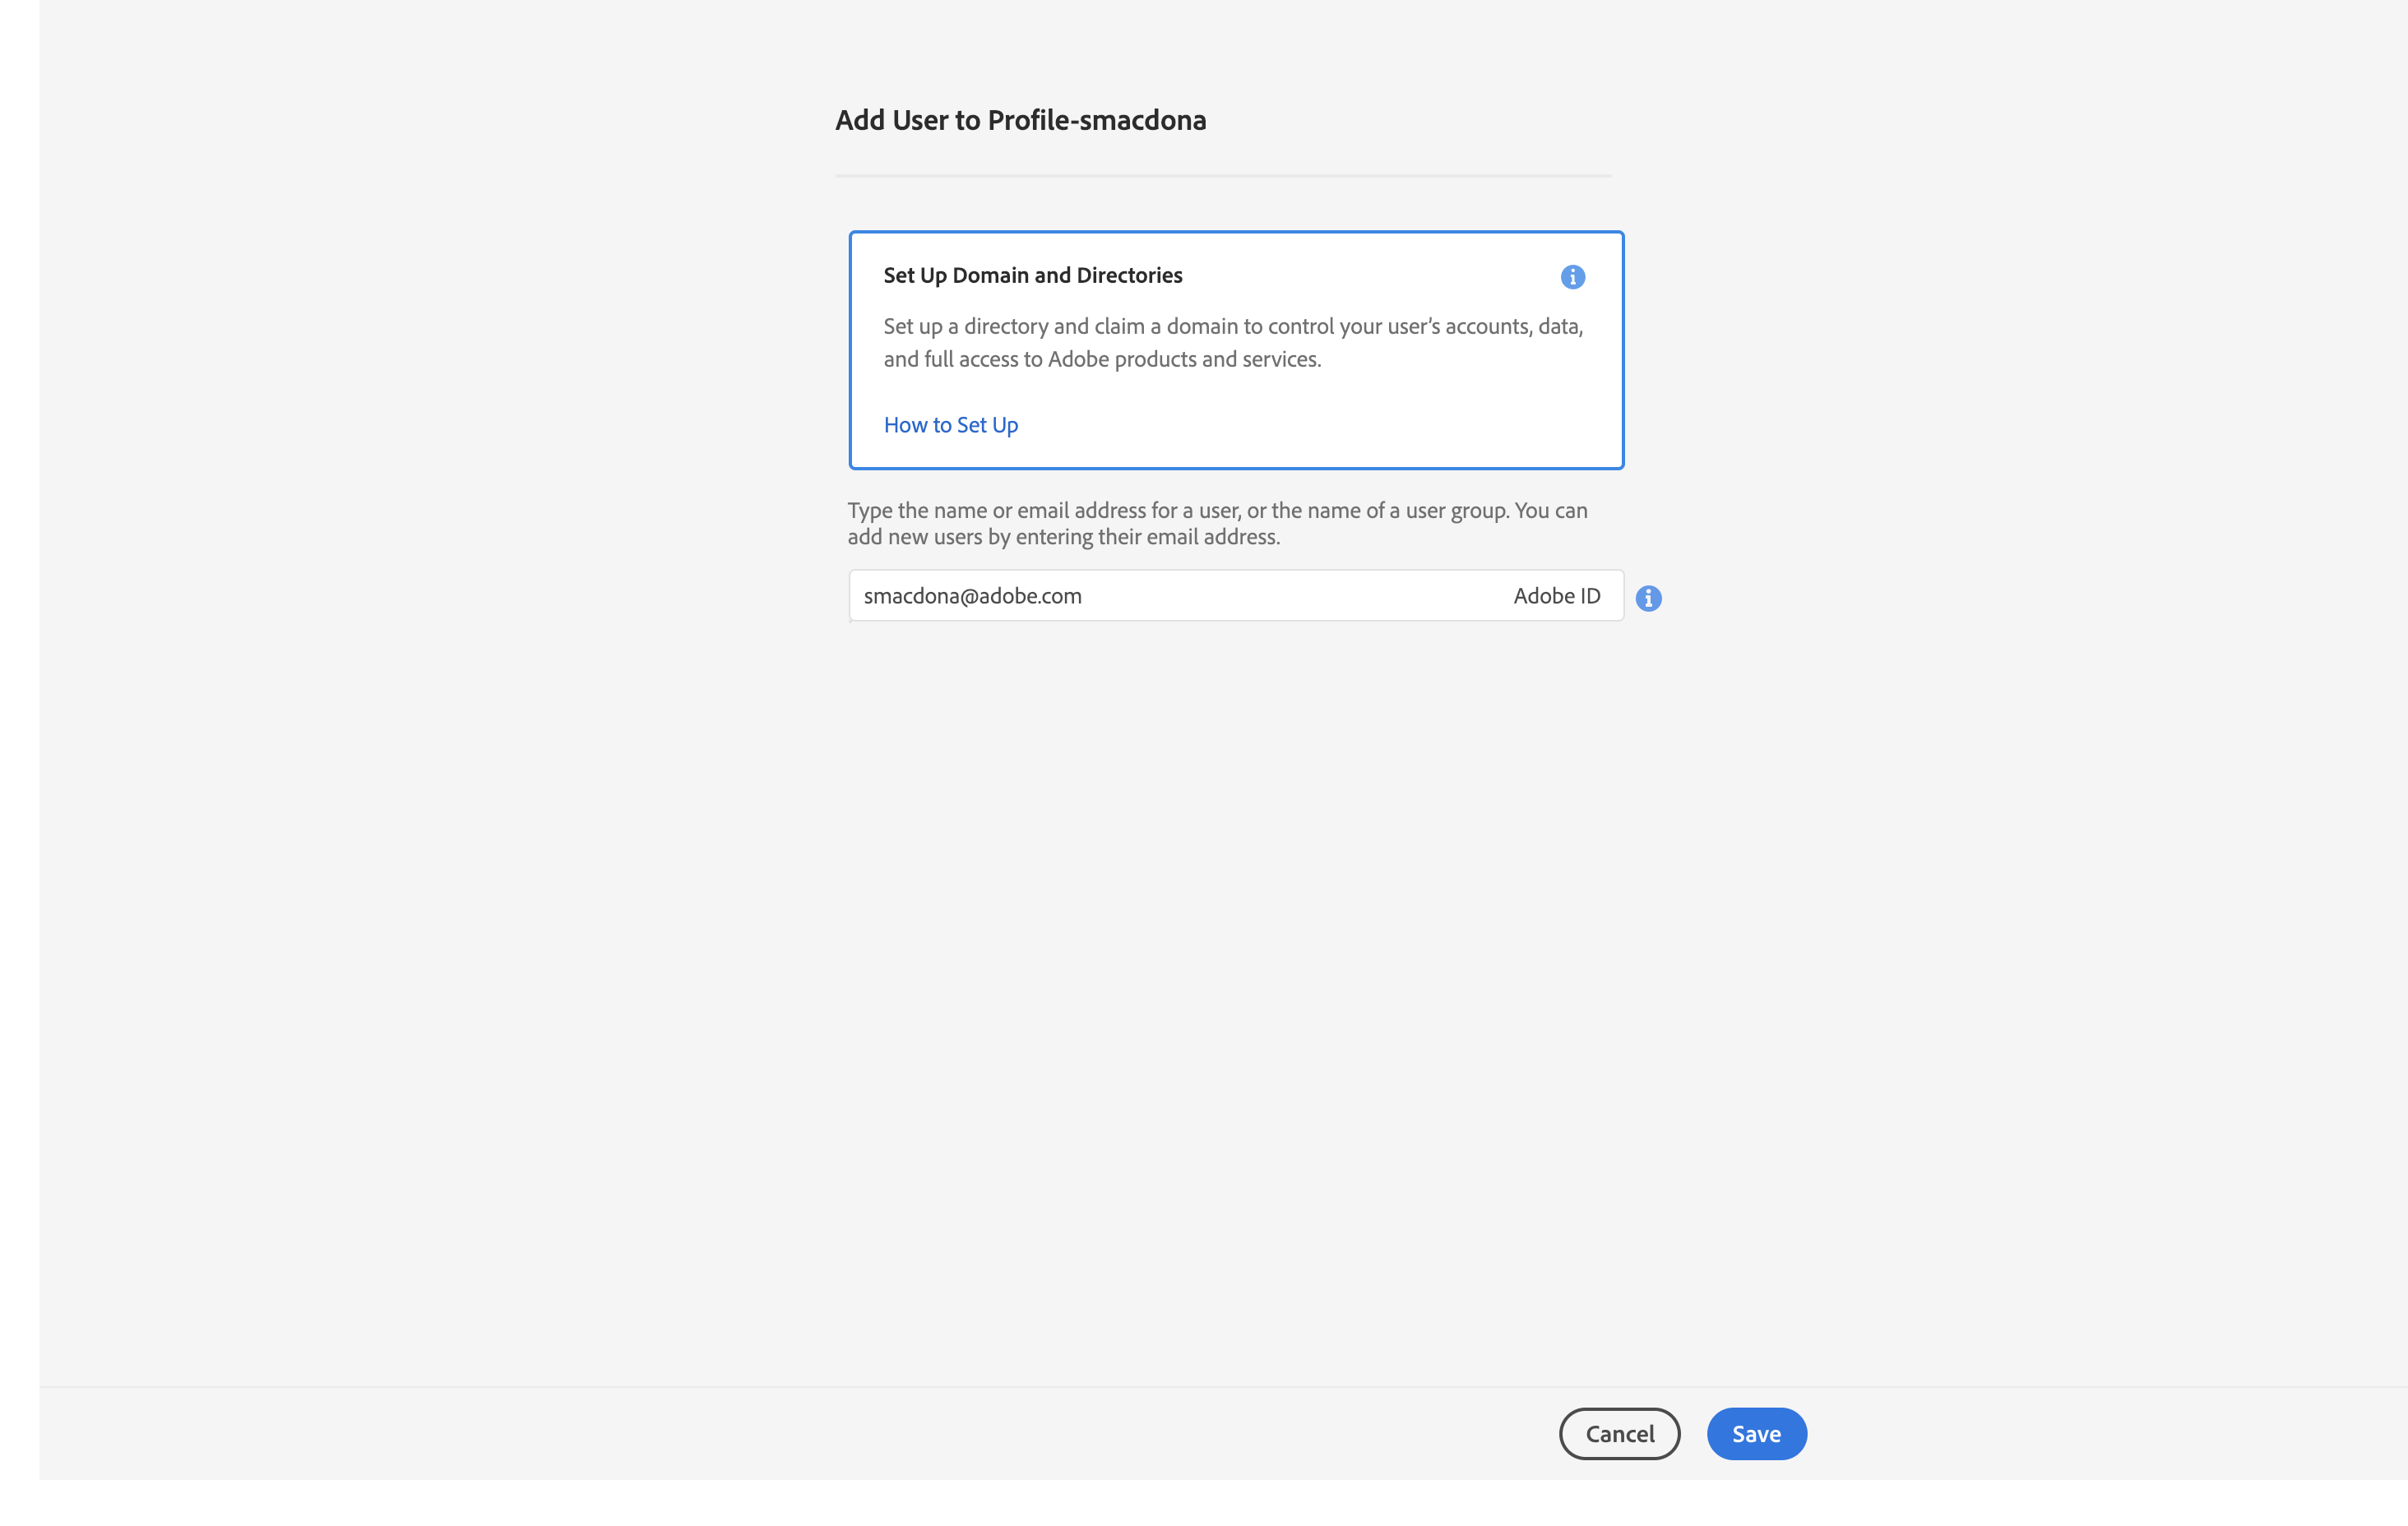 Add User to Profile-smacdona
Set Up Domain and Directories
Set up a directory and claim a domain to control your user's accounts, data,
and full access to Adobe products and services.
How to Set Up
Type the name or email address for a user, or the name of a user group. You can
add new users by entering their email address.
smacdona@adobe.com Adobe ID
Cancel Save